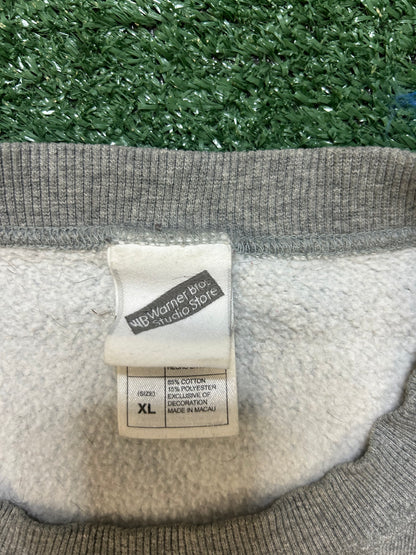 WB Warner Bros.
Studio Store
(SIZE)
XL
85% COTTON
15% POLYESTER
EXCLUSIVE OF
DECORATION
MADE IN MACAU